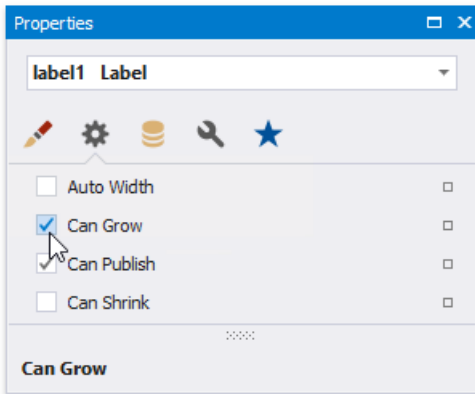 Properties
label1 Label
Auto Width
Can Grow
Can Publish
Can Shrink
Can Grow